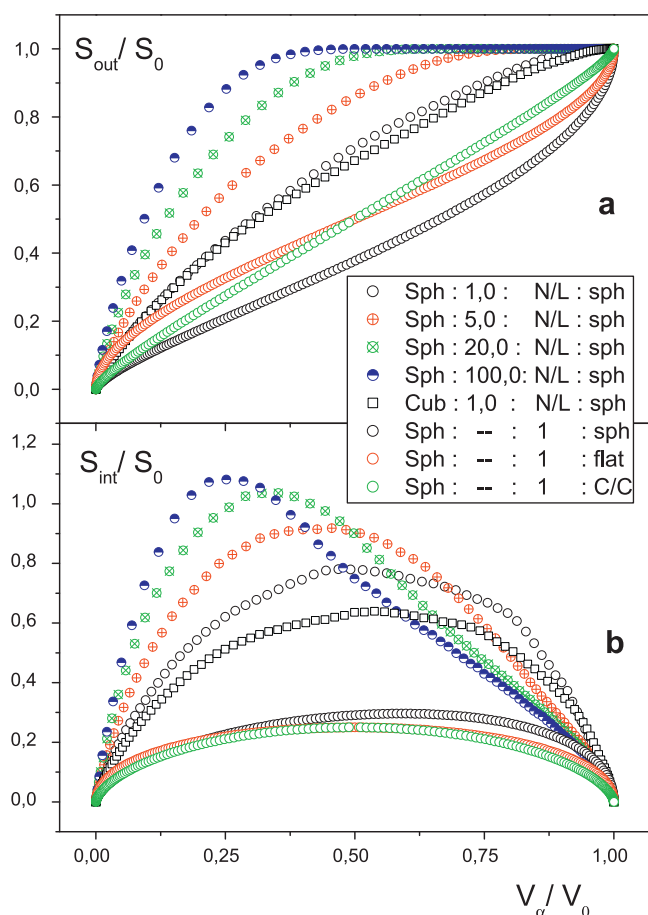 S_out / S_0
1,0
0,8
0,6
0,4
0,2
0,0
a
Sph : 1,0 : N/L : sph
Sph : 5,0 : N/L : sph
Sph : 20,0 : N/L : sph
Sph : 100,0: N/L : sph
Cub : 1,0 : N/L : sph
Sph : -- : 1 : sph
Sph : -- : 1 : flat
Sph : -- : 1 : C/C
S_int / S_0
1,2
1,0
0,8
0,6
0,4
0,2
0,0
b
0,00 0,25 0,50 0,75 1,00
V_α / V_0